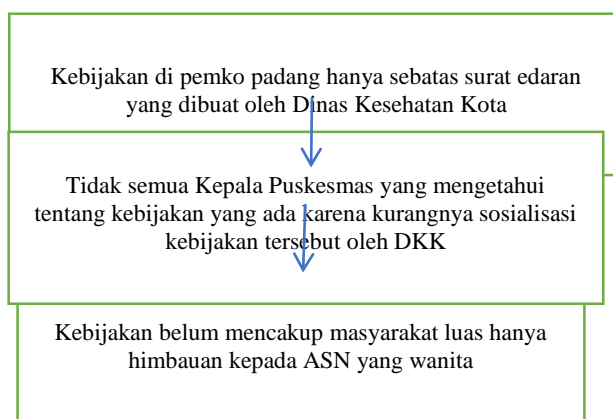 Kebijakan di pemko padang hanya sebatas surat edaran
yang dibuat oleh Dinas Kesehatan Kota
Tidak semua Kepala Puskesmas yang mengetahui
tentang kebijakan yang ada karena kurangnya sosialisasi
kebijakan tersebut oleh DKK
Kebijakan belum mencakup masyarakat luas hanya
himbauan kepada ASN yang wanita